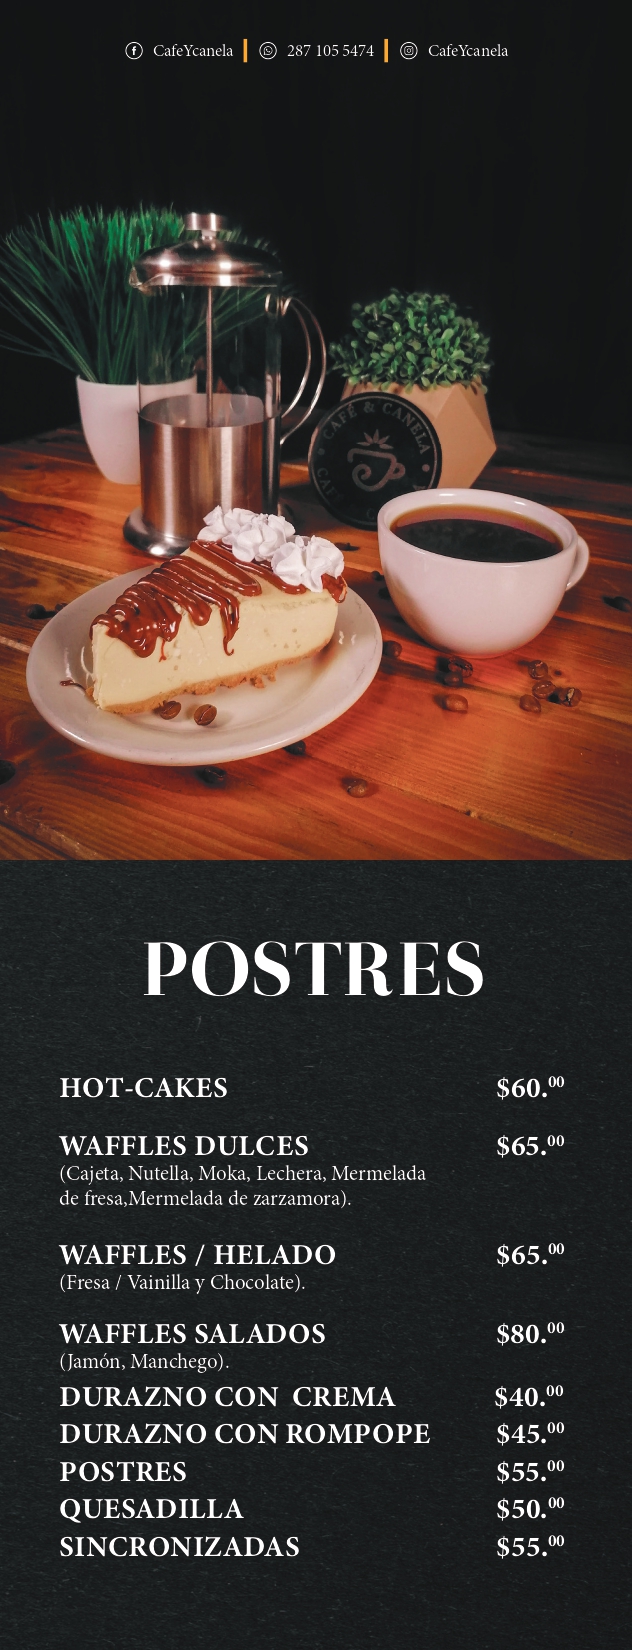 CafeYcanela | 287 105 5474 | CafeYcanela
CAFÉ & CANELA
POSTRES
HOT-CAKES $60.00
WAFFLES DULCES $65.00
(Cajeta, Nutella, Moka, Lechera, Mermelada
de fresa,Mermelada de zarzamora).
WAFFLES / HELADO $65.00
(Fresa / Vainilla y Chocolate).
WAFFLES SALADOS $80.00
(Jamón, Manchego).
DURAZNO CON CREMA $40.00
DURAZNO CON ROMPOPE $45.00
POSTRES $55.00
QUESADILLA $50.00
SINCRONIZADAS $55.00